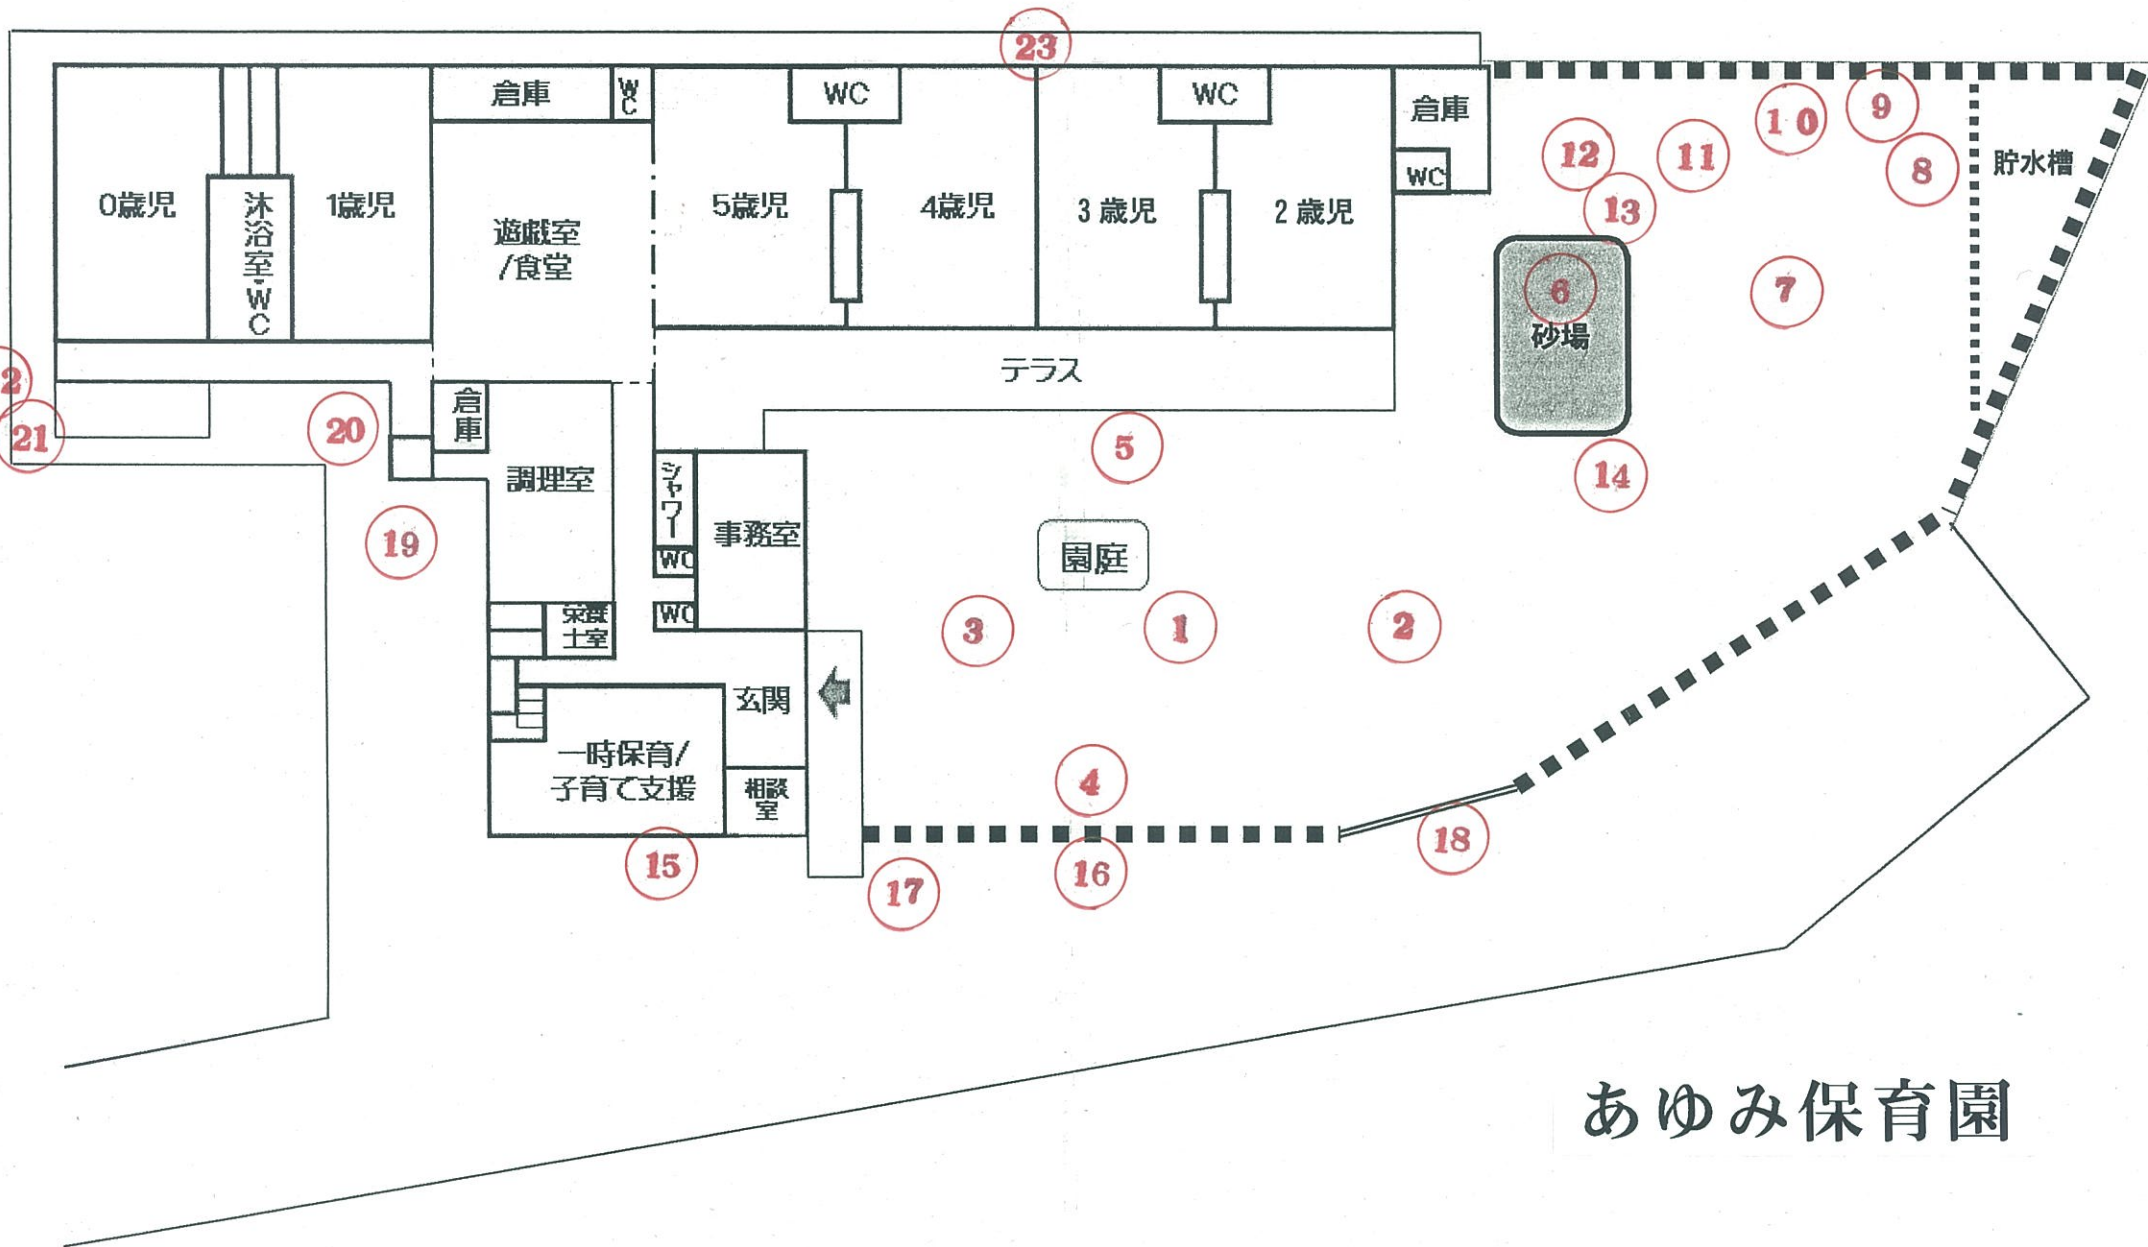 23
倉庫
WC
WC
WC
倉庫
WC
0歳児
沐浴室・WC
1歳児
遊戯室
/食堂
5歳児
4歳児
3歳児
2歳児
12
11
10
9
8
13
貯水槽
6
砂場
7
テラス
2
21
20
倉庫
5
14
調理室
シャワー
事務室
WC
19
園庭
栄養
士室
WC
3
1
2
玄関
一時保育/
子育て支援
相談
室
4
15
17
16
18
あゆみ保育園